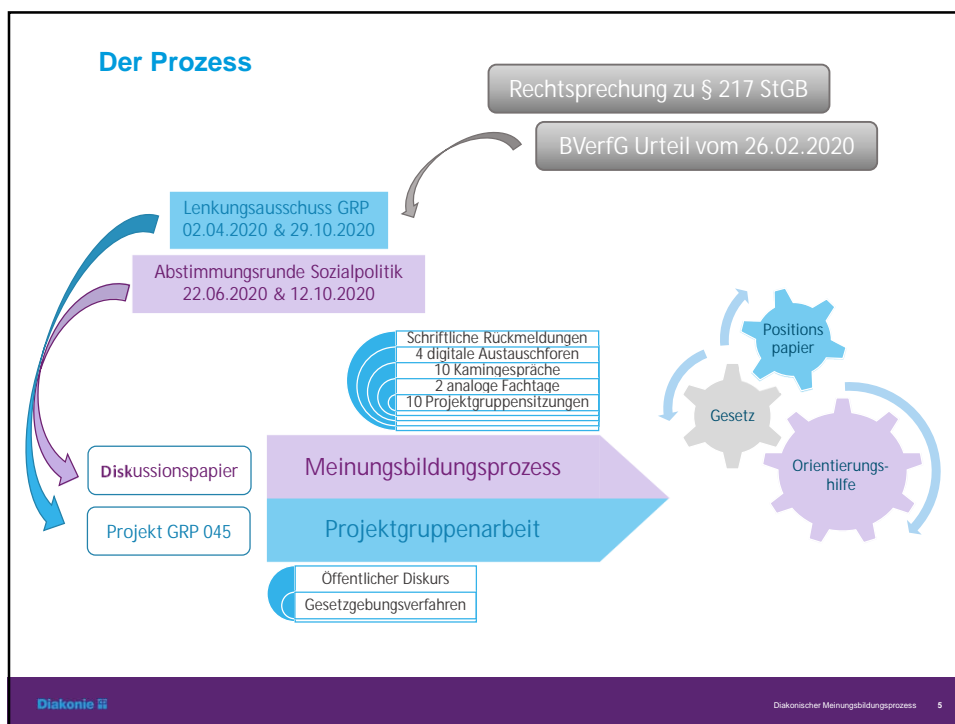 Der Prozess
Rechtsprechung zu § 217 StGB
BVerfG Urteil vom 26.02.2020
Lenkungsausschuss GRP
02.04.2020 & 29.10.2020
Abstimmungsrunde Sozialpolitik
22.06.2020 & 12.10.2020
Schriftliche Rückmeldungen
4 digitale Austauschforen
10 Kamingespräche
2 analoge Fachtage
10 Projektgruppensitzungen
Positions
papier
Gesetz
Orientierungs-
hilfe
Diskussionspapier
Meinungsbildungsprozess
Projekt GRP 045
Projektgruppenarbeit
Öffentlicher Diskurs
Gesetzgebungsverfahren
Diakonie
Diakonischer Meinungsbildungsprozess 5